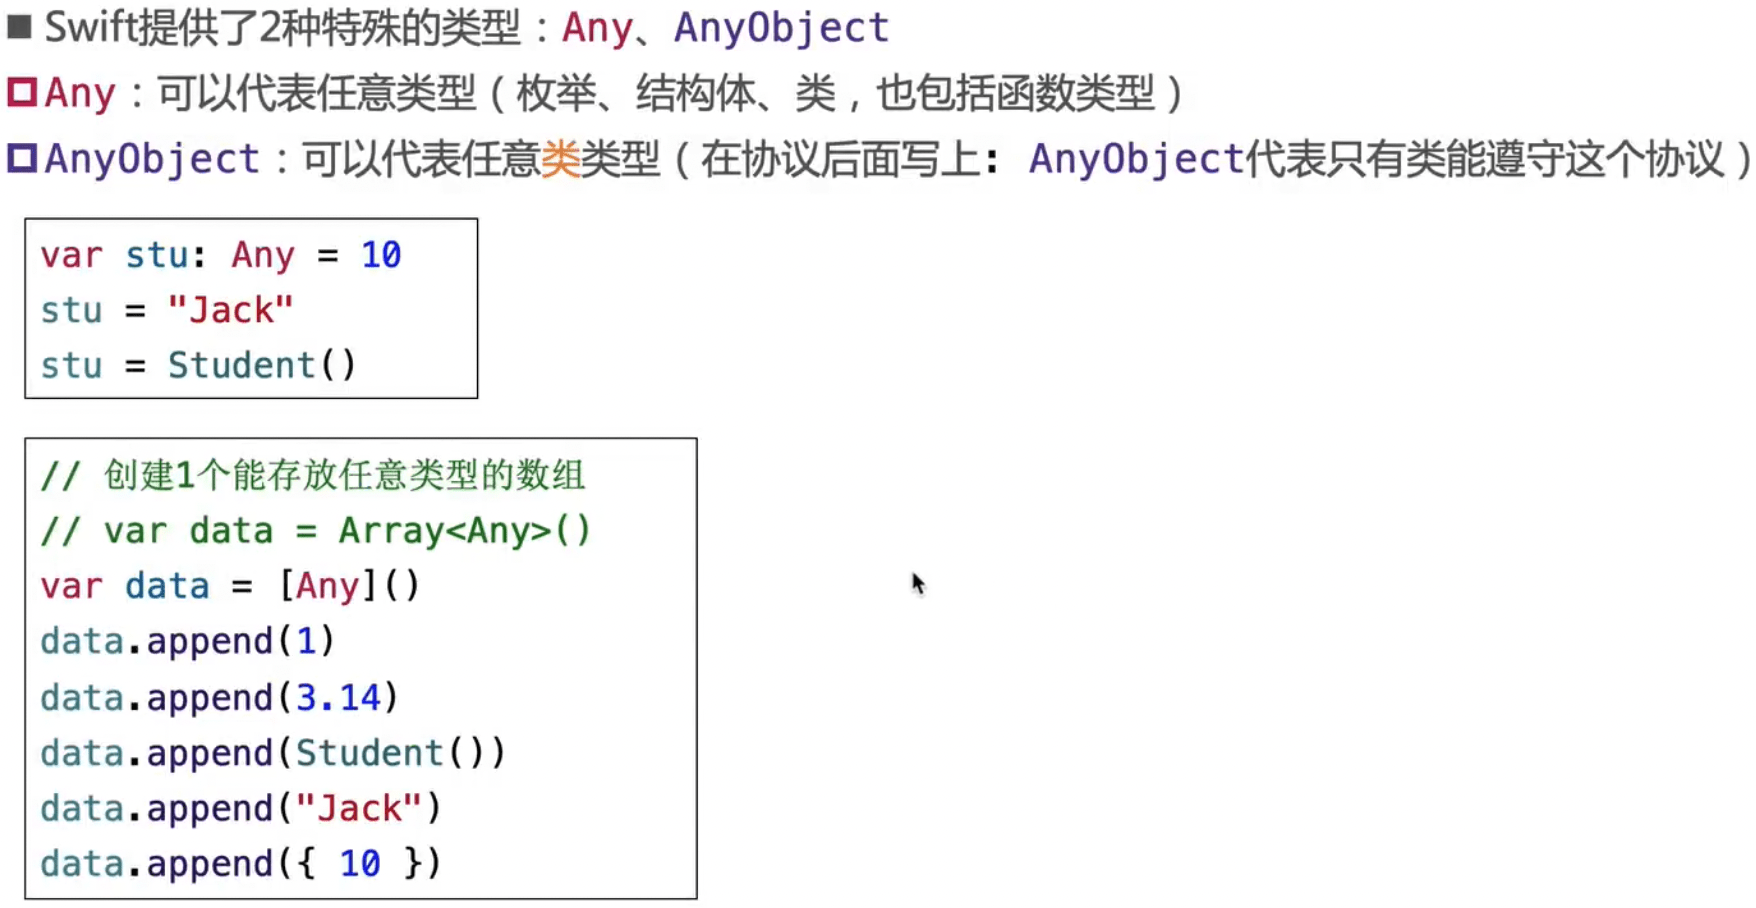 Swift提供了2种特殊的类型：Any、AnyObject
Any：可以代表任意类型（枚举、结构体、类，也包括函数类型）
AnyObject：可以代表任意类类型（在协议后面写上: AnyObject代表只有类能遵守这个协议）
var stu: Any = 10
stu = "Jack"
stu = Student()
// 创建1个能存放任意类型的数组
// var data = Array<Any>()
var data = [Any]()
data.append(1)
data.append(3.14)
data.append(Student())
data.append("Jack")
data.append({ 10 })